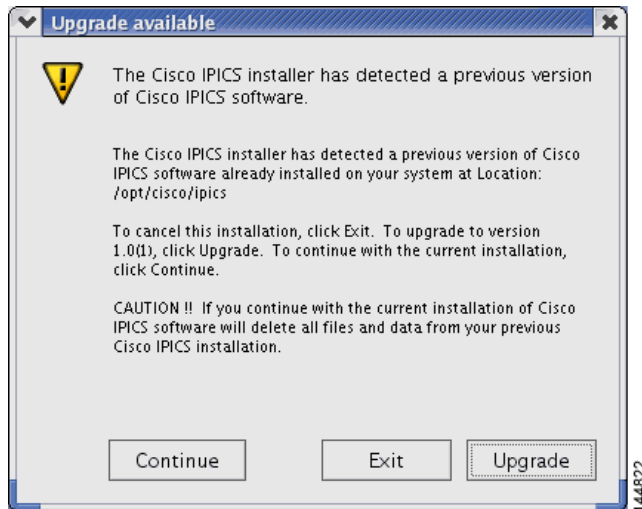 Upgrade available
The Cisco IPICS installer has detected a previous version
of Cisco IPICS software.
The Cisco IPICS installer has detected a previous version of Cisco
IPICS software already installed on your system at Location:
/opt/cisco/ipics
To cancel this installation, click Exit. To upgrade to version
1.0(1), click Upgrade. To continue with the current installation,
click Continue.
CAUTION !! If you continue with the current installation of Cisco
IPICS software will delete all files and data from your previous
Cisco IPICS installation.
Continue Exit Upgrade
144822